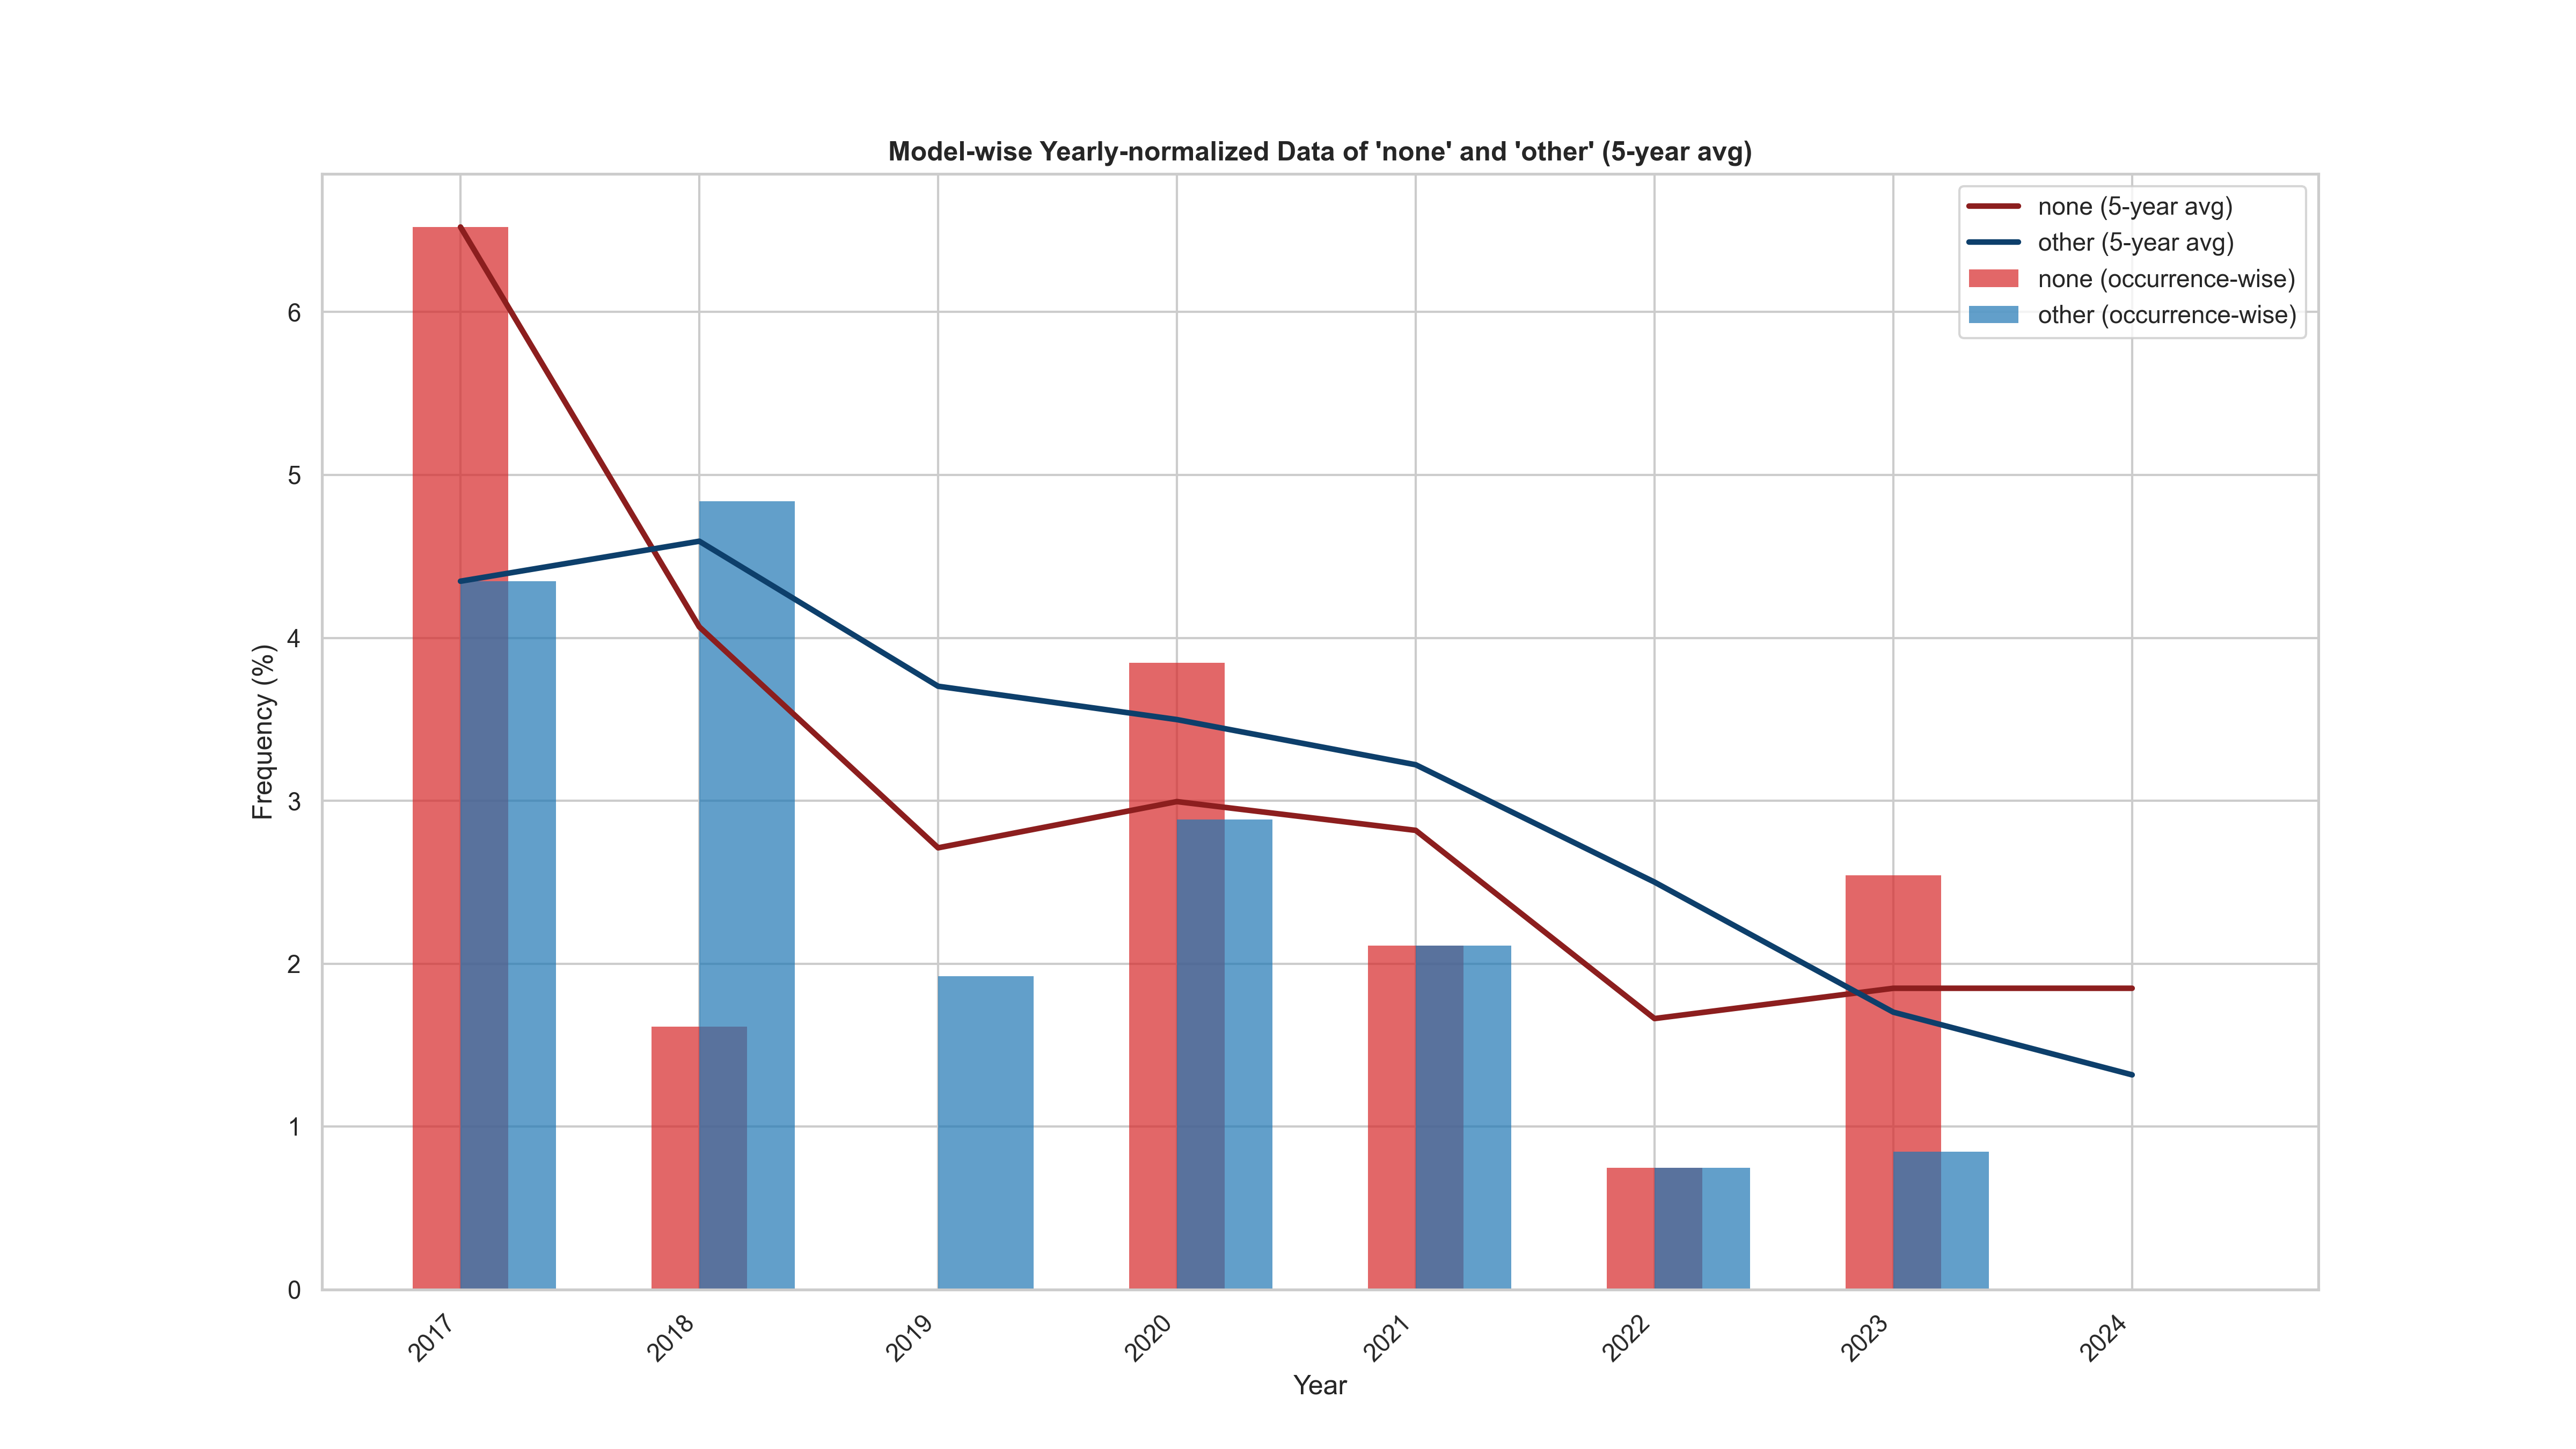 Model-wise Yearly-normalized Data of 'none' and 'other' (5-year avg)
none (5-year avg)
other (5-year avg)
none (occurrence-wise)
other (occurrence-wise)
Frequency (%)
6
5
4
3
2
1
0
2017
2018
2019
2020
2021
2022
2023
2024
Year